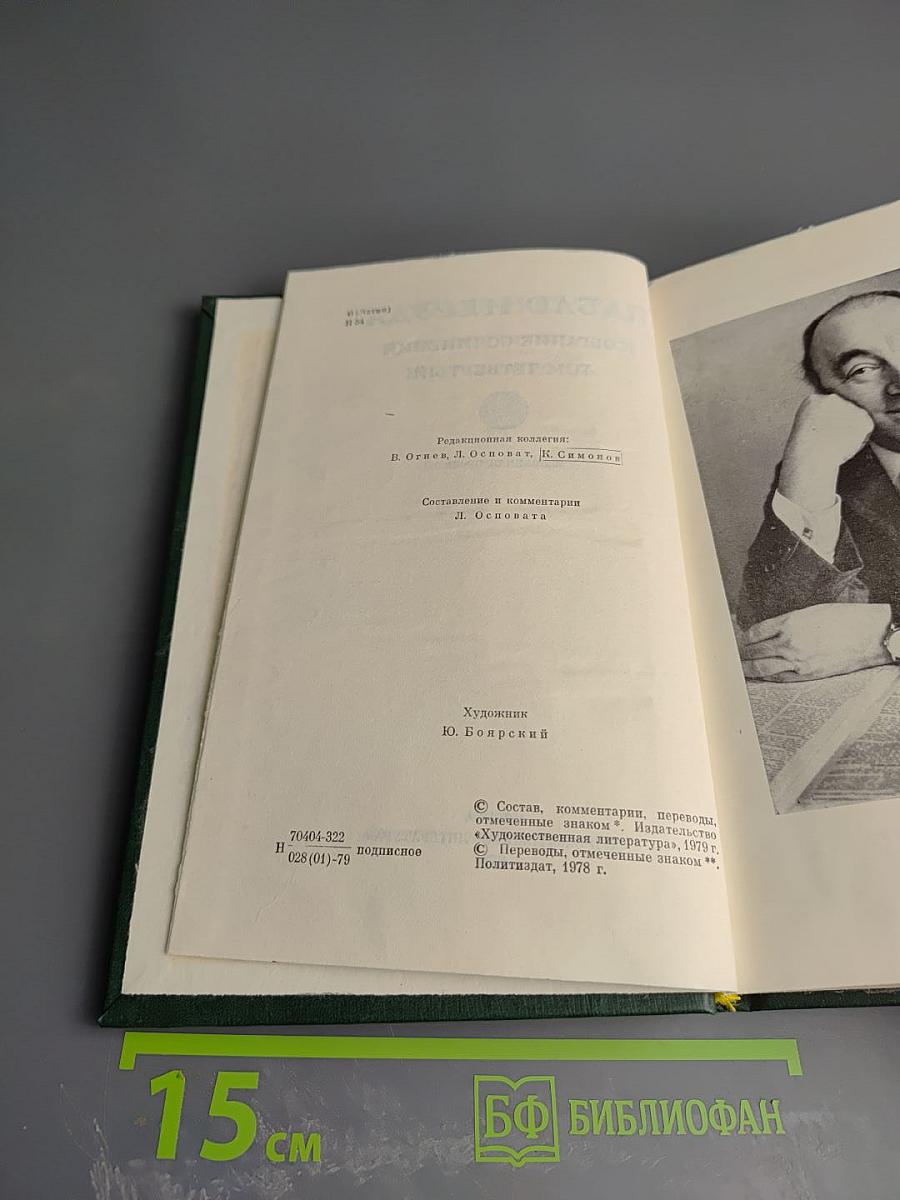 И(Латин)
Н 54
Редакционная коллегия:
В. Огнев, Л. Осповат, К. Симонов
Составление и комментарии
Л. Осповата
Художник
Ю. Боярский
© Состав, комментарии, переводы,
отмеченные знаком *. Издательство
«Художественная литература», 1979 г.
© Переводы, отмеченные знаком **.
Политиздат, 1978 г.
Н 70404-322
028(01)-79 подписное
15 см
БФ БИБЛИОФАН